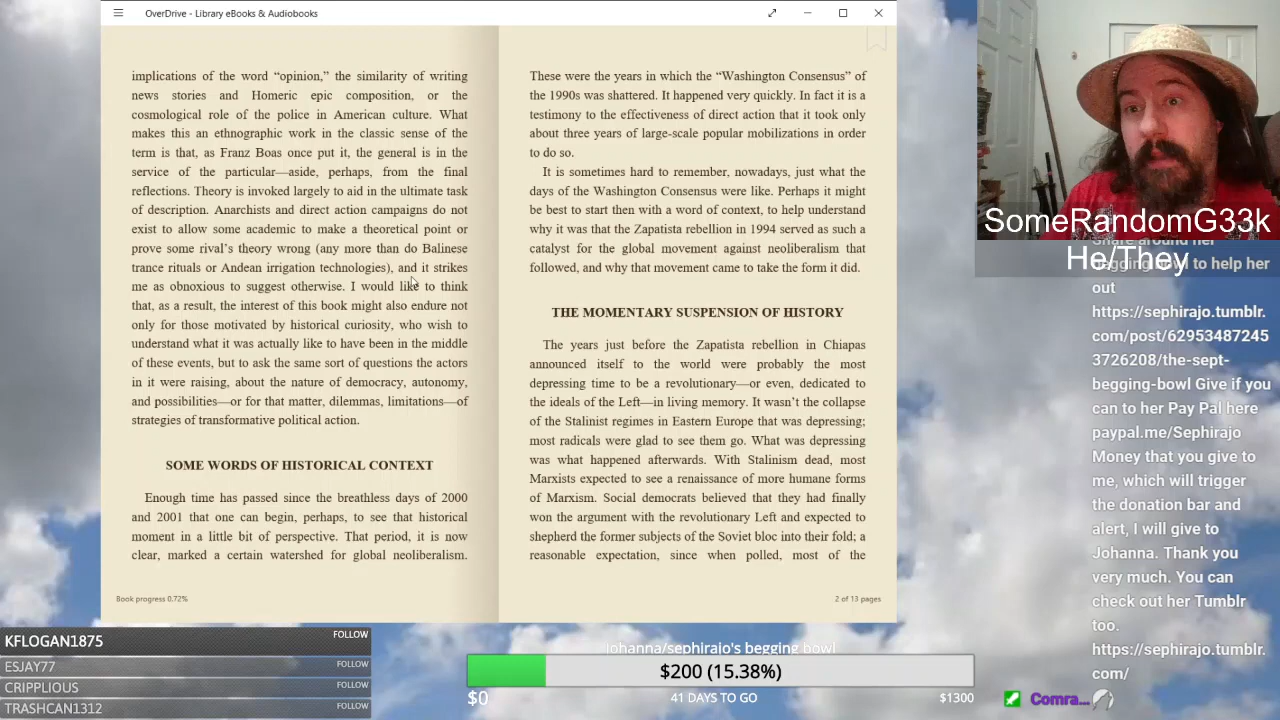 OverDrive - Library eBooks & Audiobooks
implications of the word “opinion,” the similarity of writing
news stories and Homeric epic composition, or the
cosmological role of the police in American culture. What
makes this an ethnographic work in the classic sense of the
term is that, as Franz Boas once put it, the general is in the
service of the particular—aside, perhaps, from the final
reflections. Theory is invoked largely to aid in the ultimate task
of description. Anarchists and direct action campaigns do not
exist to allow some academic to make a theoretical point or
prove some rival’s theory wrong (any more than do Balinese
trance rituals or Andean irrigation technologies), and it strikes
me as obnoxious to suggest otherwise. I would like to think
that, as a result, the interest of this book might also endure not
only for those motivated by historical curiosity, who wish to
understand what it was actually like to have been in the middle
of these events, but to ask the same sort of questions the actors
in it were raising, about the nature of democracy, autonomy,
and possibilities—or for that matter, dilemmas, limitations—of
strategies of transformative political action.
SOME WORDS OF HISTORICAL CONTEXT
Enough time has passed since the breathless days of 2000
and 2001 that one can begin, perhaps, to see that historical
moment in a little bit of perspective. That period, it is now
clear, marked a certain watershed for global neoliberalism.
Book progress 0.72%
These were the years in which the “Washington Consensus” of
the 1990s was shattered. It happened very quickly. In fact it is a
testimony to the effectiveness of direct action that it took only
about three years of large-scale popular mobilizations in order
to do so.
It is sometimes hard to remember, nowadays, just what the
days of the Washington Consensus were like. Perhaps it might
be best to start then with a word of context, to help understand
why it was that the Zapatista rebellion in 1994 served as such a
catalyst for the global movement against neoliberalism that
followed, and why that movement came to take the form it did.
THE MOMENTARY SUSPENSION OF HISTORY
The years just before the Zapatista rebellion in Chiapas
announced itself to the world were probably the most
depressing time to be a revolutionary—or even, dedicated to
the ideals of the Left—in living memory. It wasn’t the collapse
of the Stalinist regimes in Eastern Europe that was depressing;
most radicals were glad to see them go. What was depressing
was what happened afterwards. With Stalinism dead, most
Marxists expected to see a renaissance of more humane forms
of Marxism. Social democrats believed that they had finally
won the argument with the revolutionary Left and expected to
shepherd the former subjects of the Soviet bloc into their fold; a
reasonable expectation, since when polled, most of the
2 of 13 pages
SomeRandomG33k
He/They
Share around her
begging bowl to help her
out
https://sephirajo.tumblr.
com/post/62953487245
3726208/the-sept-
begging-bowl Give if you
can to her Pay Pal here
paypal.me/Sephirajo
Money that you give to
me, which will trigger
the donation bar and
alert, I will give to
Johanna. Thank you
very much. You can
check out her Tumblr
too.
https://sephirajo.tumblr.
com/
KFLOGAN1875 FOLLOW
ESJAY77 FOLLOW
CRIPPLIOUS FOLLOW
TRASHCAN1312 FOLLOW
johanna/sephirajo's begging bowl
$200 (15.38%)
$0 41 DAYS TO GO $1300
Comra...